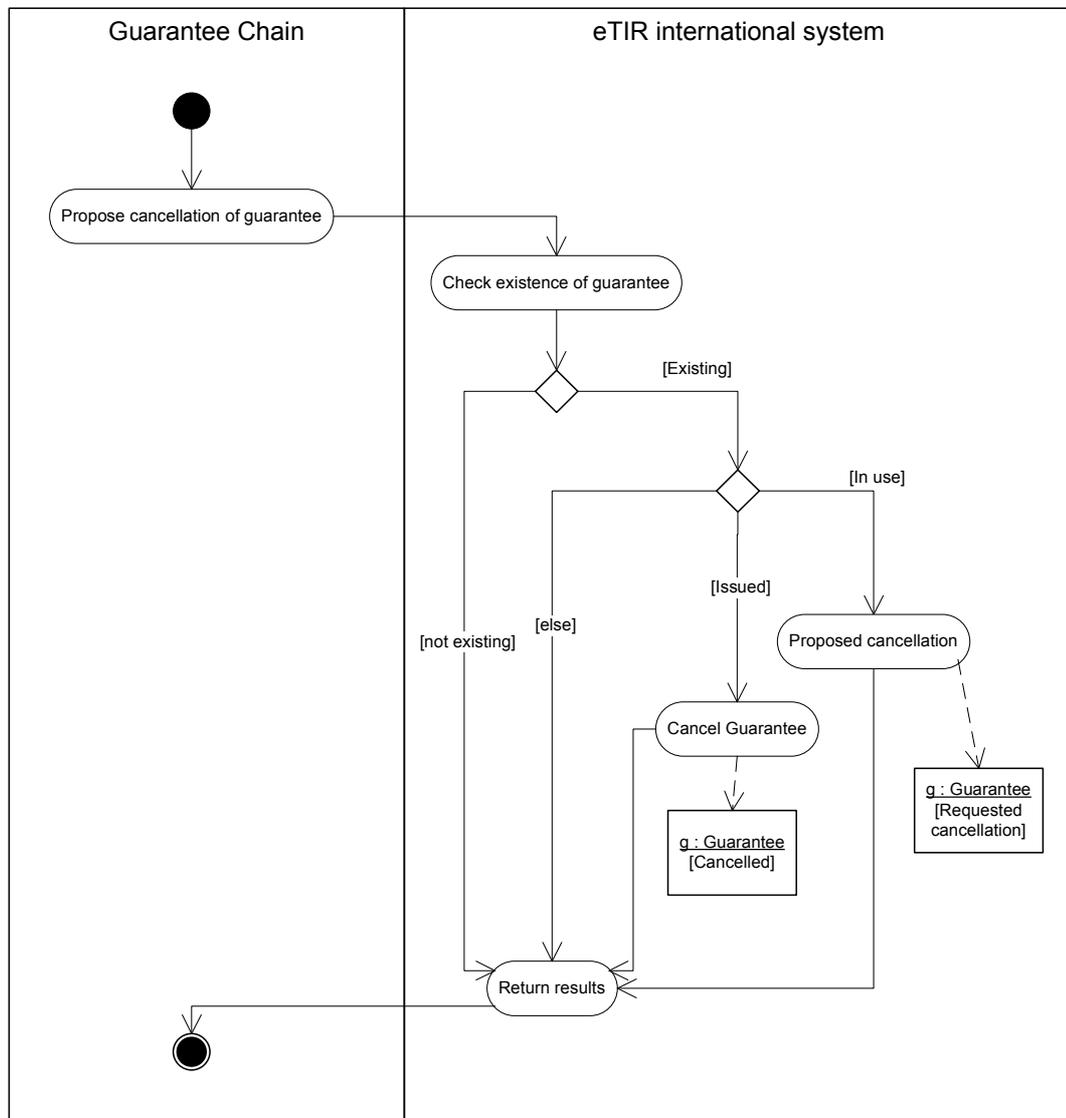 Guarantee Chain
eTIR international system
Propose cancellation of guarantee
Check existence of guarantee
[Existing]
[In use]
[Issued]
[else]
[not existing]
Proposed cancellation
Cancel Guarantee
g : Guarantee
[Requested
cancellation]
g : Guarantee
[Cancelled]
Return results